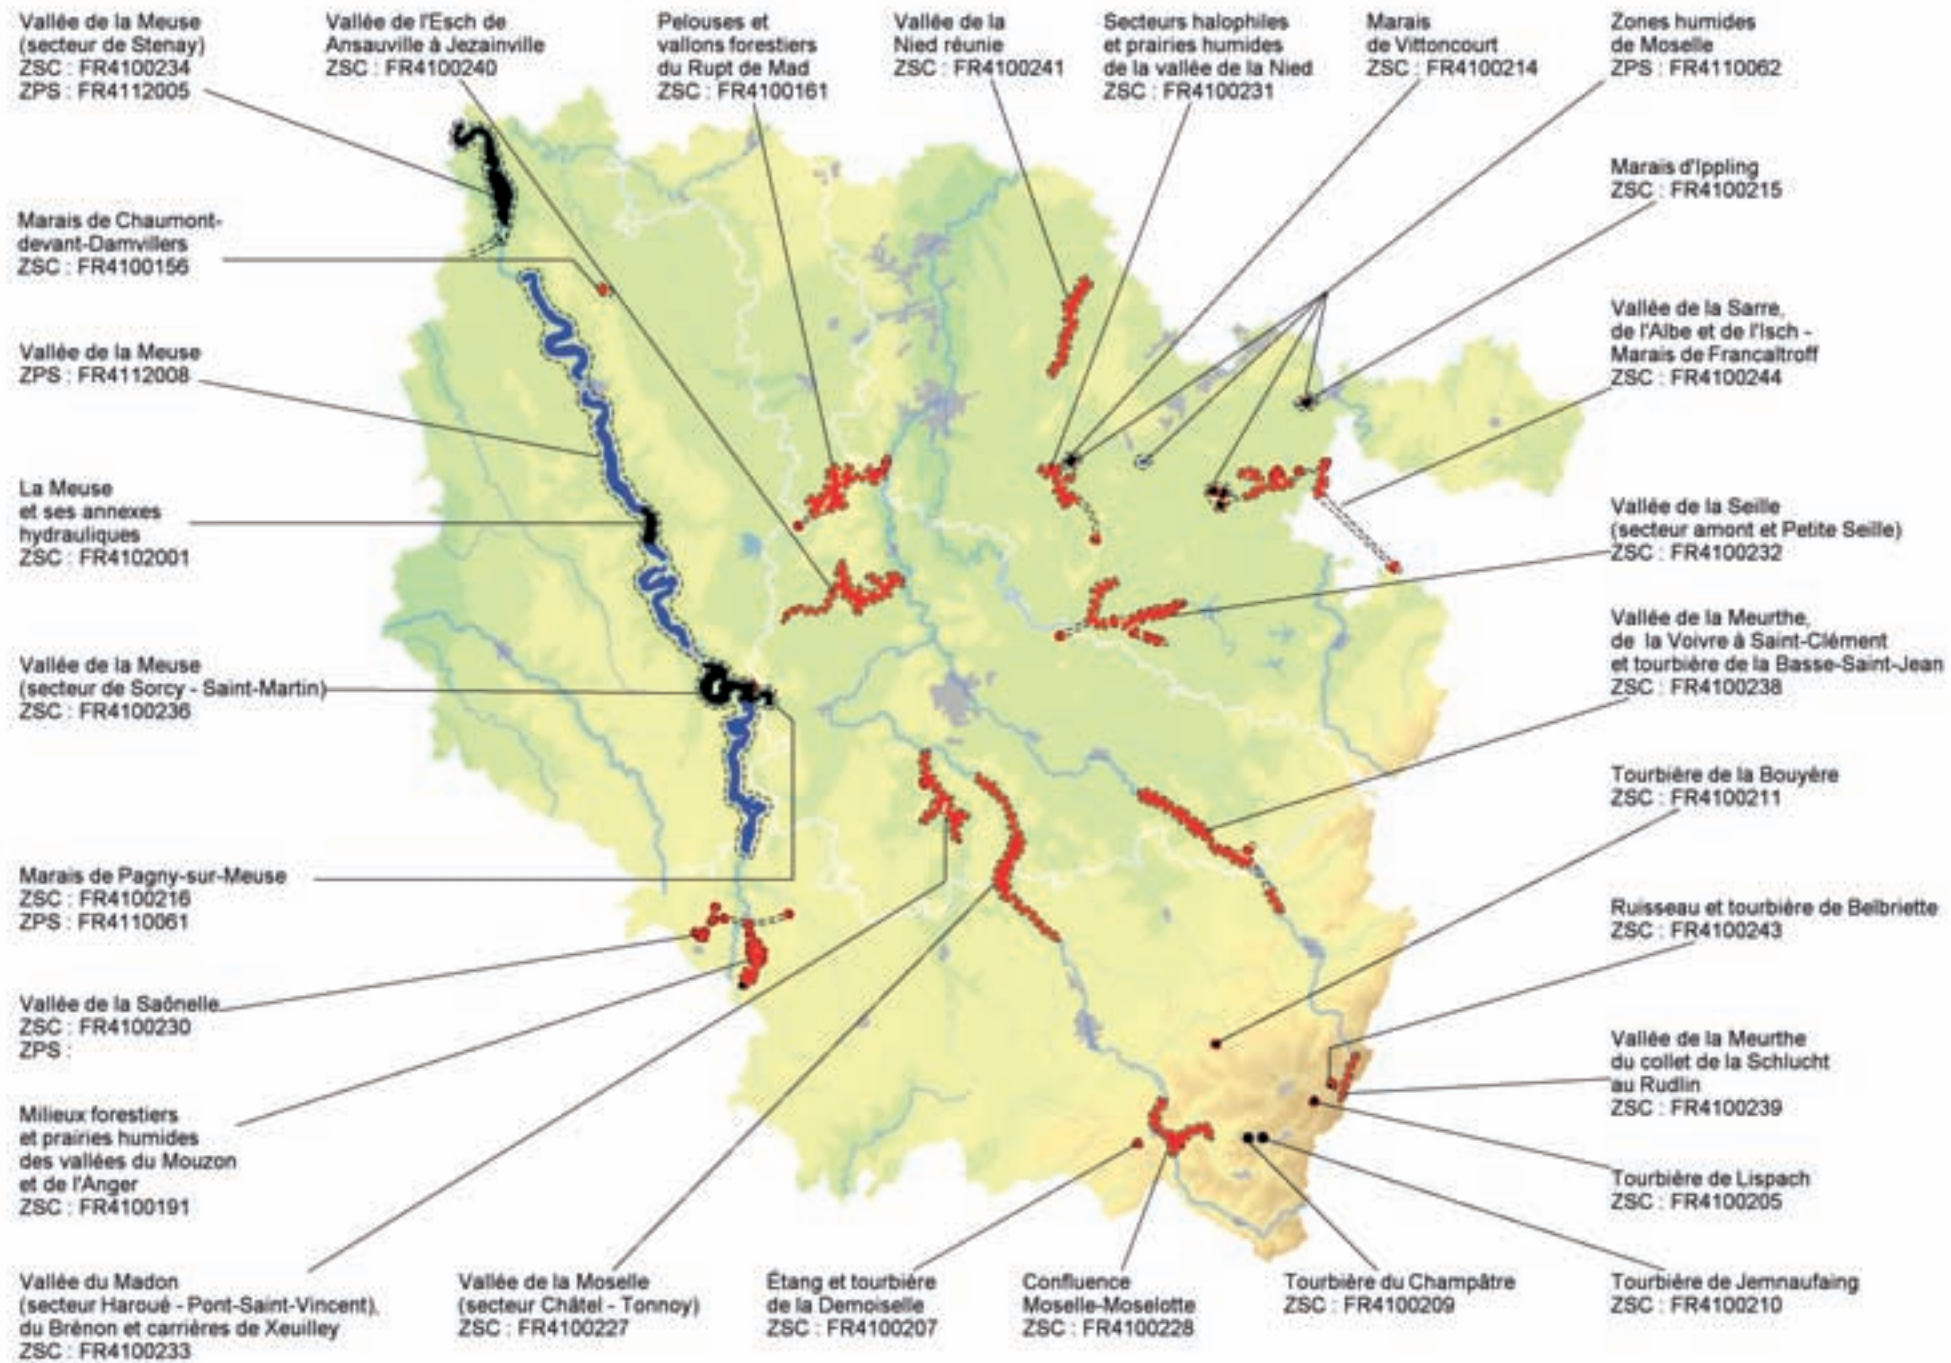 Vallée de la Meuse
(secteur de Stenay)
ZSC : FR4100234
ZPS : FR4112005
Vallée de l'Esch de
Ansauville à Jezainville
ZSC : FR4100240
Pelouses et
vallons forestiers
du Rupt de Mad
ZSC : FR4100161
Vallée de la
Nied réunie
ZSC : FR4100241
Secteurs halophiles
et prairies humides
de la vallée de la Nied
ZSC : FR4100231
Marais
de Vittoncourt
ZSC : FR4100214
Zones humides
de Moselle
ZPS : FR4110062
Marais d'Ippling
ZSC : FR4100215
Marais de Chaumont-
devant-Damvillers
ZSC : FR4100156
Vallée de la Sarre,
de l'Albe et de l'Isch -
Marais de Francaltroff
ZSC : FR4100244
Vallée de la Meuse
ZPS : FR4112008
La Meuse
et ses annexes
hydrauliques
ZSC : FR4102001
Vallée de la Seille
(secteur amont et Petite Seille)
ZSC : FR4100232
Vallée de la Meurthe,
de la Voivre à Saint-Clément
et tourbière de la Basse-Saint-Jean
ZSC : FR4100238
Vallée de la Meuse
(secteur de Sorcy - Saint-Martin)
ZSC : FR4100236
Tourbière de la Bouyère
ZSC : FR4100211
Marais de Pagny-sur-Meuse
ZSC : FR4100216
ZPS : FR4110061
Ruisseau et tourbière de Belbriette
ZSC : FR4100243
Vallée de la Saônelle
ZSC : FR4100230
ZPS :
Vallée de la Meurthe
du collet de la Schlucht
au Rudlin
ZSC : FR4100239
Milieux forestiers
et prairies humides
des vallées du Mouzon
et de l'Anger
ZSC : FR4100191
Tourbière de Lispach
ZSC : FR4100205
Vallée du Madon
(secteur Haroué - Pont-Saint-Vincent),
du Brénon et carrières de Xeuilley
ZSC : FR4100233
Vallée de la Moselle
(secteur Châtel - Tonnoy)
ZSC : FR4100227
Étang et tourbière
de la Demoiselle
ZSC : FR4100207
Confluence
Moselle-Moselotte
ZSC : FR4100228
Tourbière du Champâtre
ZSC : FR4100209
Tourbière de Jemnaufaing
ZSC : FR4100210